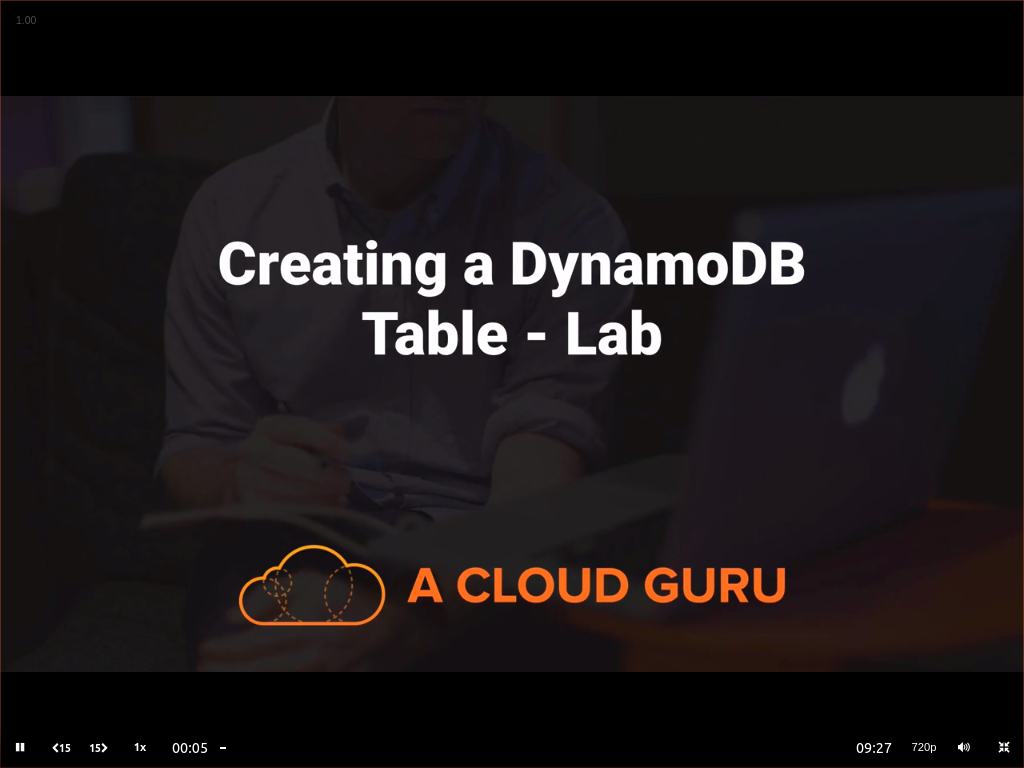 1.00
Creating a DynamoDB
Table - Lab
A CLOUD GURU
15 15 1x 00:05 09:27 720p